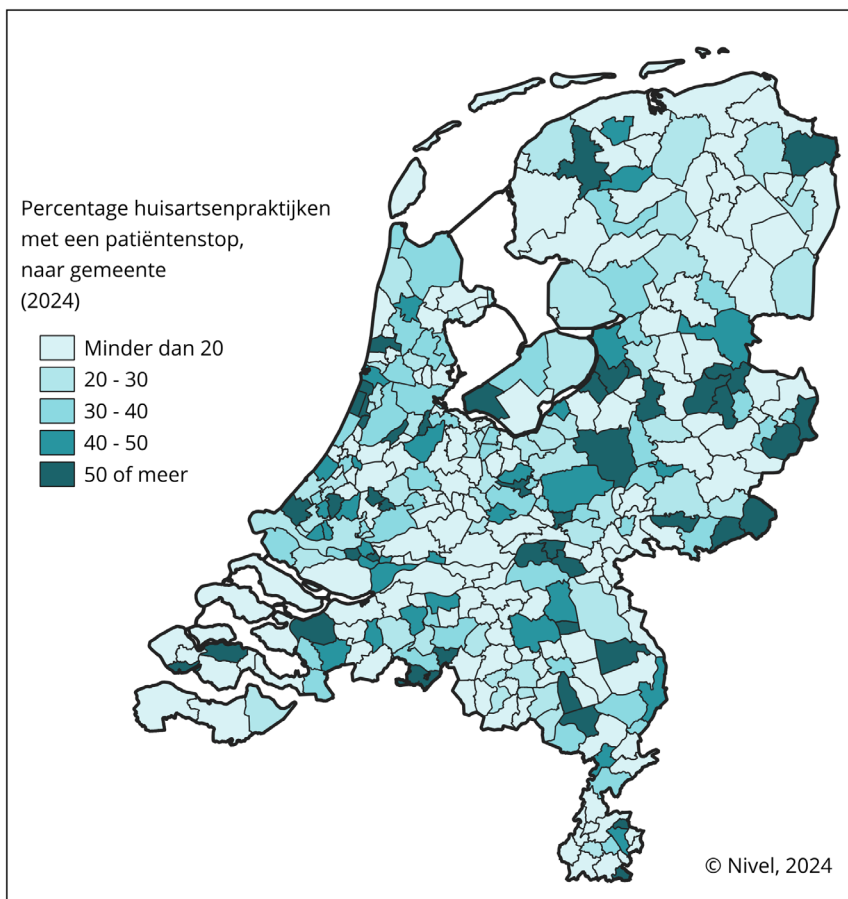 Percentage huisartsenpraktijken
met een patiëntenstop,
naar gemeente
(2024)
Minder dan 20
20 - 30
30 - 40
40 - 50
50 of meer
© Nivel, 2024